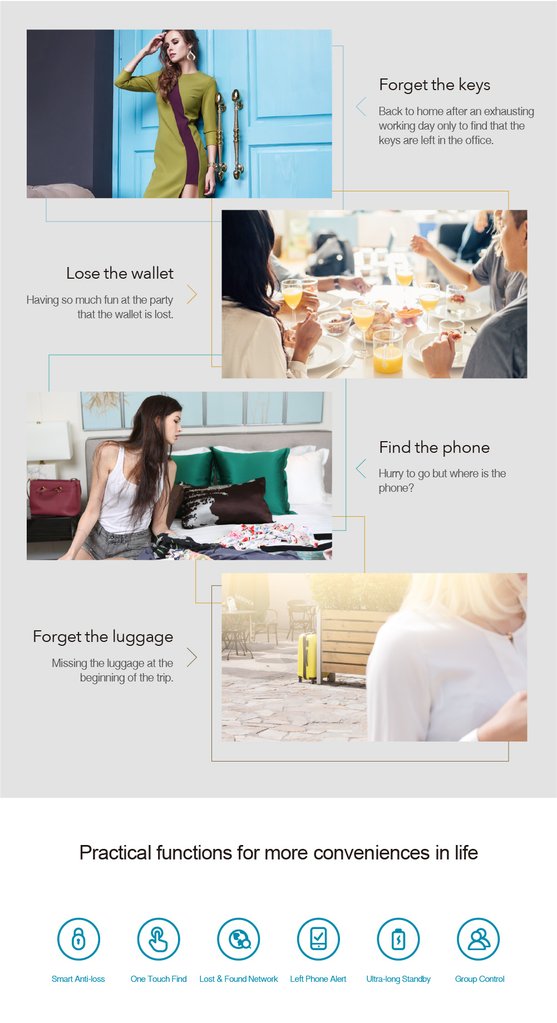 Forget the keys
Back to home after an exhausting
working day only to find that the
keys are left in the office.
Lose the wallet
Having so much fun at the party
that the wallet is lost.
Find the phone
Hurry to go but where is the
phone?
Forget the luggage
Missing the luggage at the
beginning of the trip.
Practical functions for more conveniences in life
Smart Anti-loss
One Touch Find
Lost & Found Network
Left Phone Alert
Ultra-long Standby
Group Control